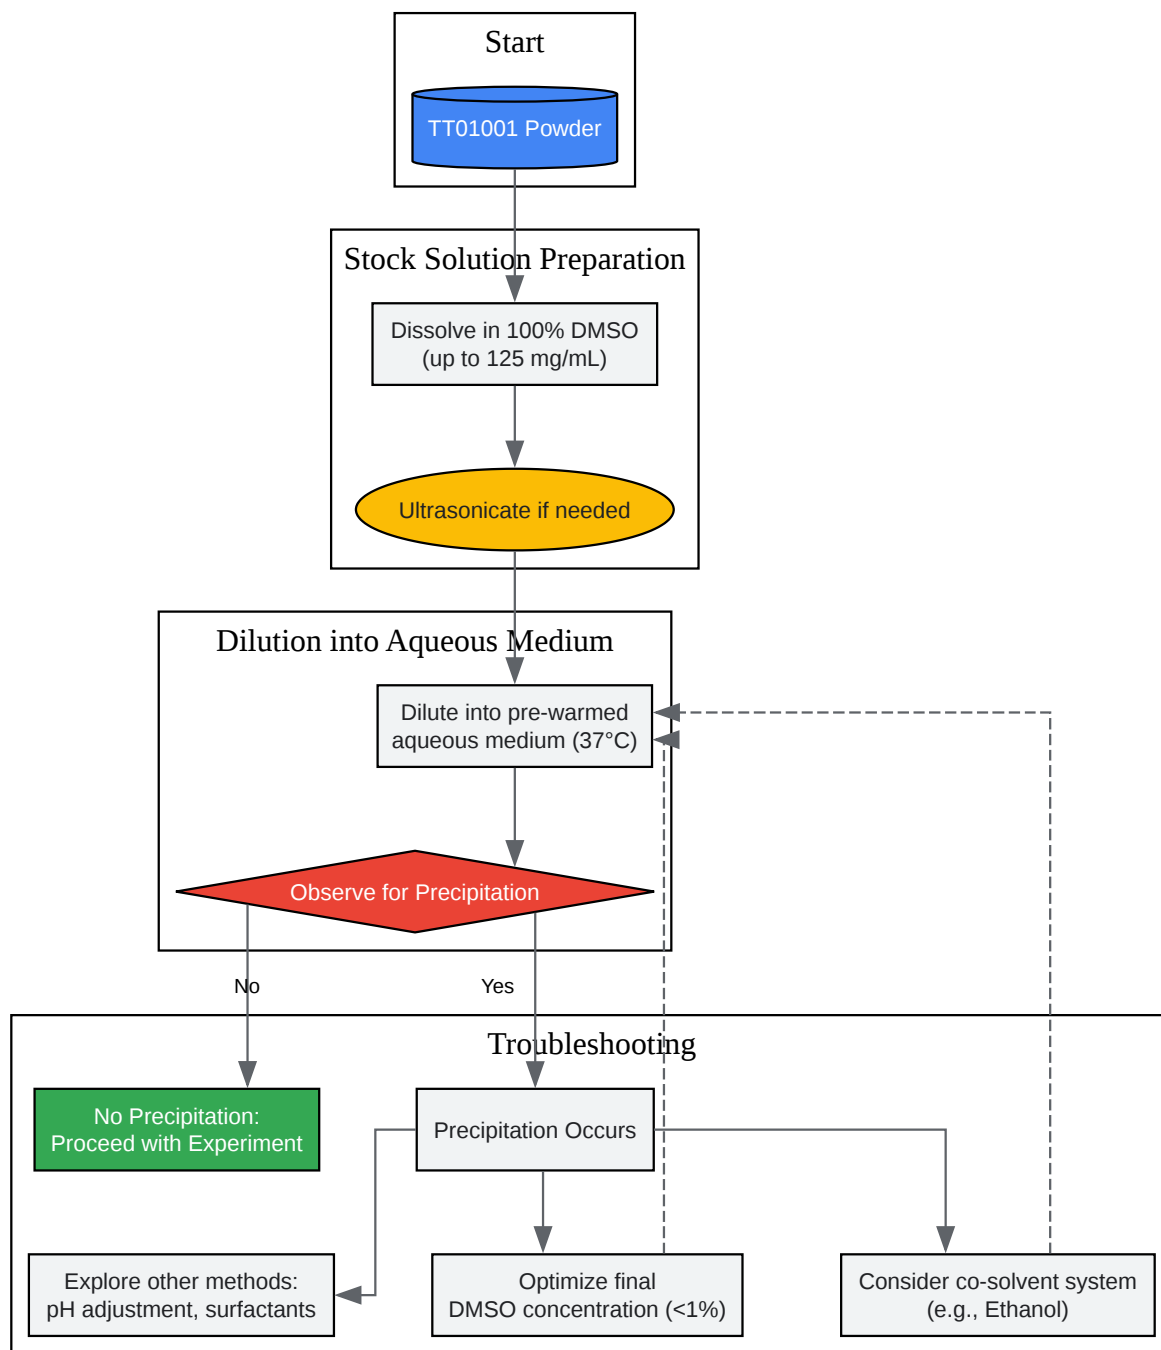 Start
TT01001 Powder
Stock Solution Preparation
Dissolve in 100% DMSO
(up to 125 mg/mL)
Ultrasonicate if needed
Dilution into Aqueous Medium
Dilute into pre-warmed
aqueous medium (37°C)
Observe for Precipitation
No
Yes
Troubleshooting
No Precipitation:
Proceed with Experiment
Precipitation Occurs
Explore other methods:
pH adjustment, surfactants
Optimize final
DMSO concentration (<1%)
Consider co-solvent system
(e.g., Ethanol)